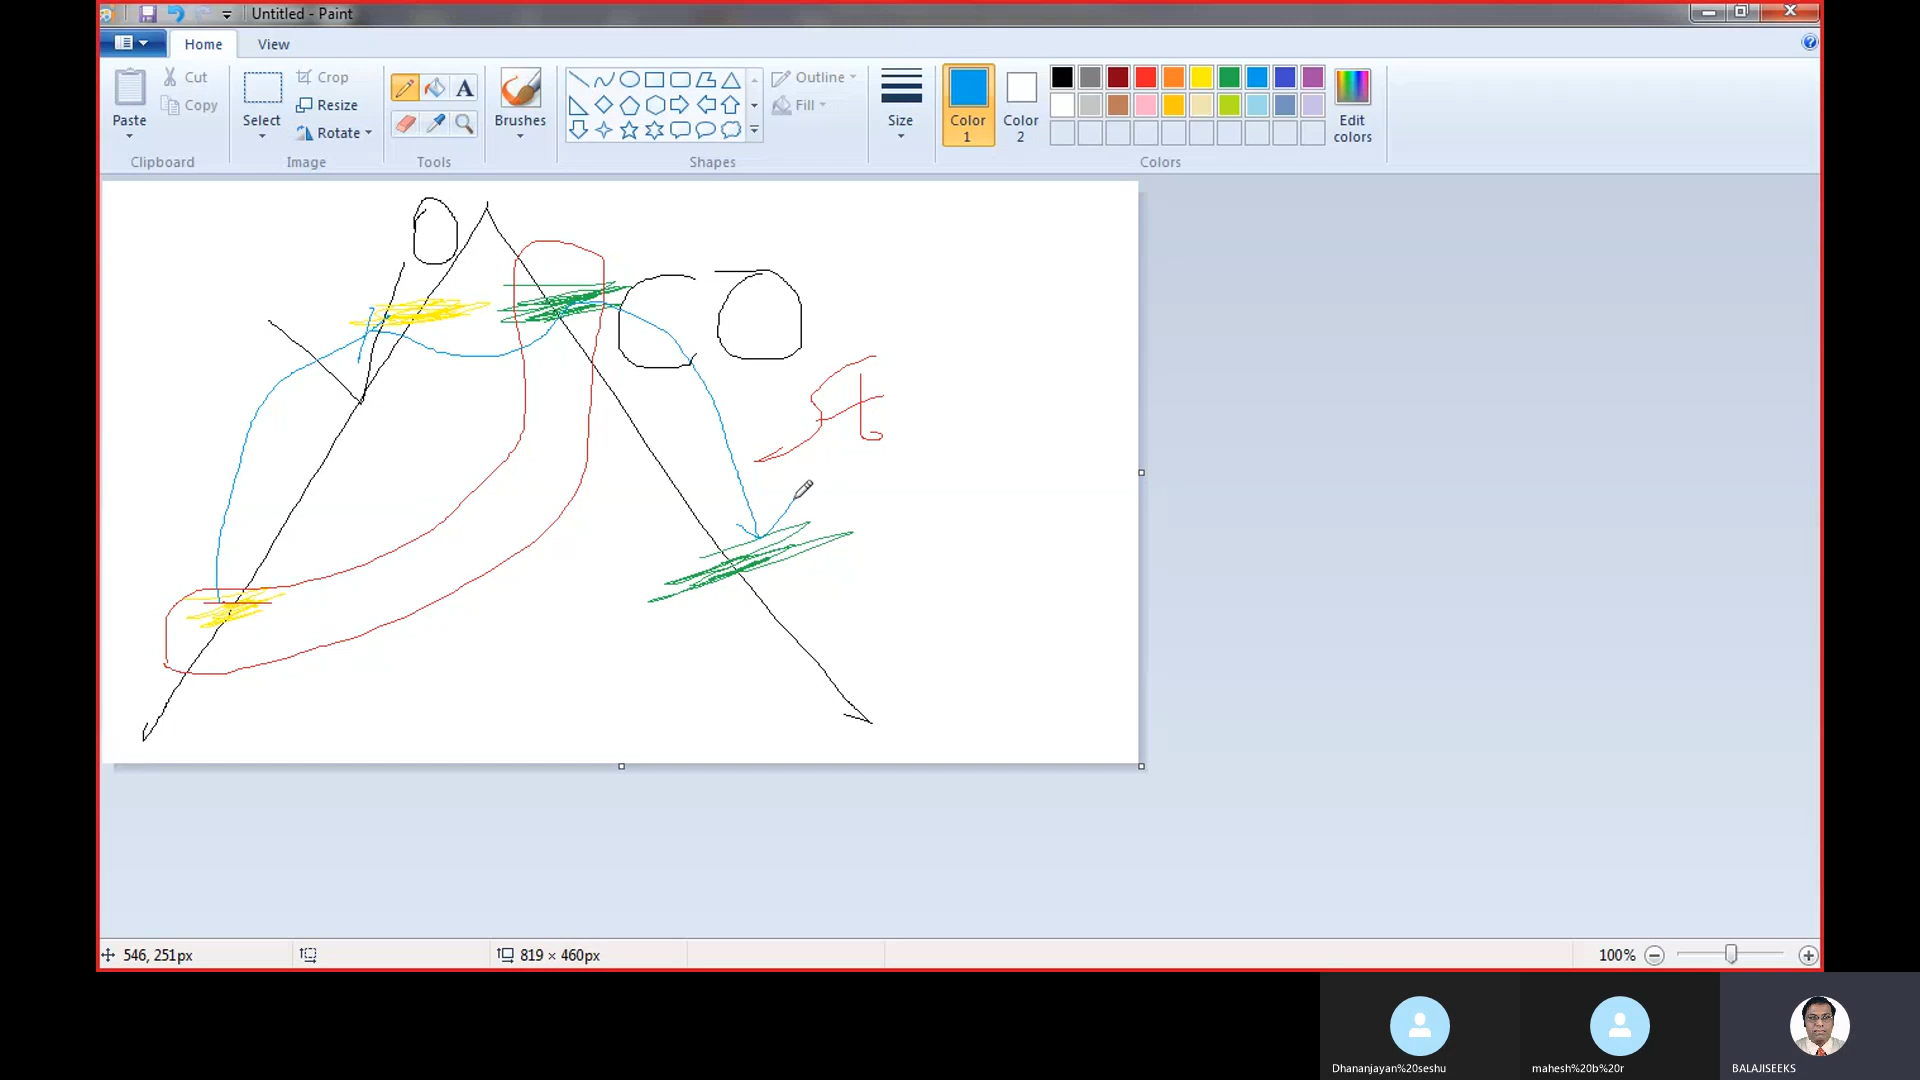 Untitled - Paint
Home View
Paste
Cut
Copy
Clipboard
Select
Crop
Resize
Rotate
Image
A
Tools
Brushes
Outline
Fill
Shapes
Size
Color 1
Color 2
Edit colors
Colors
546, 251px
819 × 460px
100%
Dhananjayan%20seshu
mahesh%20b%20r
BALAJISEEKS